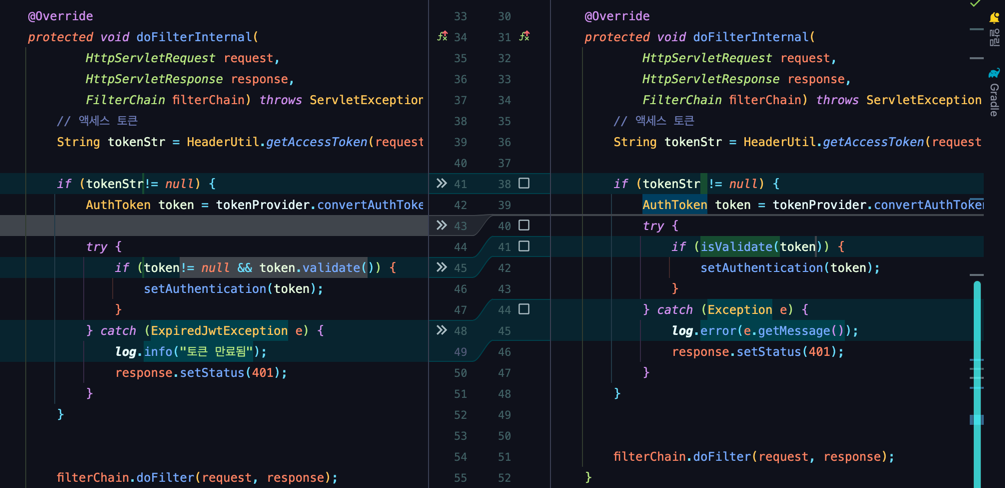 @Override
protected void doFilterInternal(
HttpServletRequest request,
HttpServletResponse response,
FilterChain filterChain) throws ServletException
// 액세스 토큰
String tokenStr = HeaderUtil.getAccessToken(request
if (tokenStr!= null) {
AuthToken token = tokenProvider.convertAuthToke
try {
if (token!= null && token.validate()) {
setAuthentication(token);
}
} catch (ExpiredJwtException e) {
log.info("토큰 만료됨");
response.setStatus(401);
}
}
filterChain.doFilter(request, response);
33 30
34 31
35 32
36 33
37 34
38 35
39 36
40 37
41 38
42 39
43 40
44 41
45 42
46 43
47 44
48 45
49 46
50 47
51 48
52 49
53 50
54 51
55 52
@Override
protected void doFilterInternal(
HttpServletRequest request,
HttpServletResponse response,
FilterChain filterChain) throws ServletException
// 액세스 토큰
String tokenStr = HeaderUtil.getAccessToken(request
if (tokenStr != null) {
AuthToken token = tokenProvider.convertAuthToken
try {
if (isValidate(token)) {
setAuthentication(token);
}
} catch (Exception e) {
log.error(e.getMessage());
response.setStatus(401);
}
}
filterChain.doFilter(request, response);
}
알림
Gradle